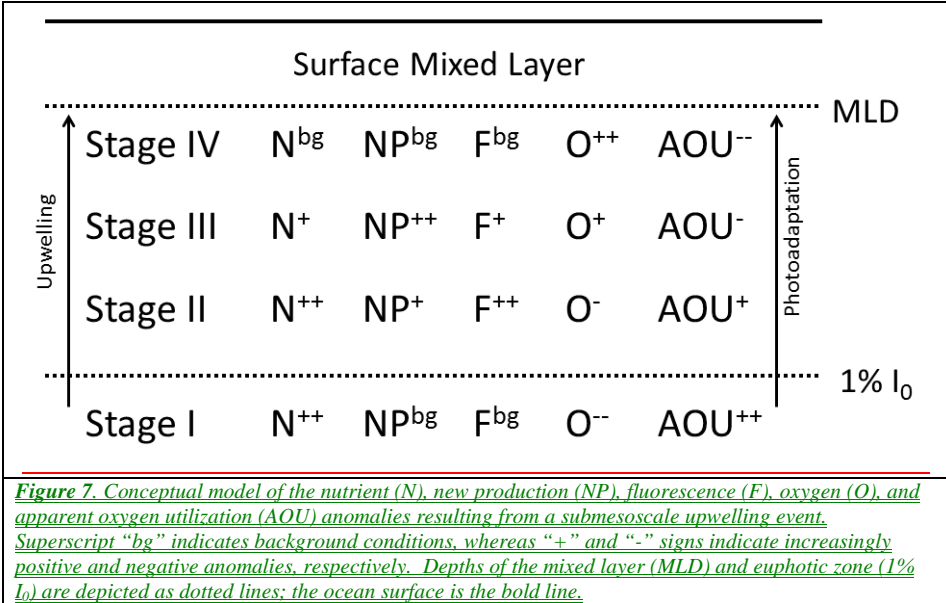 Surface Mixed Layer
MLD
Stage IV N^bg NP^bg F^bg O^++ AOU^--
Stage III N^+ NP^++ F^+ O^+ AOU^-
Stage II N^++ NP^+ F^++ O^- AOU^+
1% I_0
Stage I N^++ NP^bg F^bg O^-- AOU^++
Upwelling
Photoadaptation
Figure 7. Conceptual model of the nutrient (N), new production (NP), fluorescence (F), oxygen (O), and
apparent oxygen utilization (AOU) anomalies resulting from a submesoscale upwelling event.
Superscript “bg” indicates background conditions, whereas “+” and “-” signs indicate increasingly
positive and negative anomalies, respectively. Depths of the mixed layer (MLD) and euphotic zone (1%
I_0) are depicted as dotted lines; the ocean surface is the bold line.